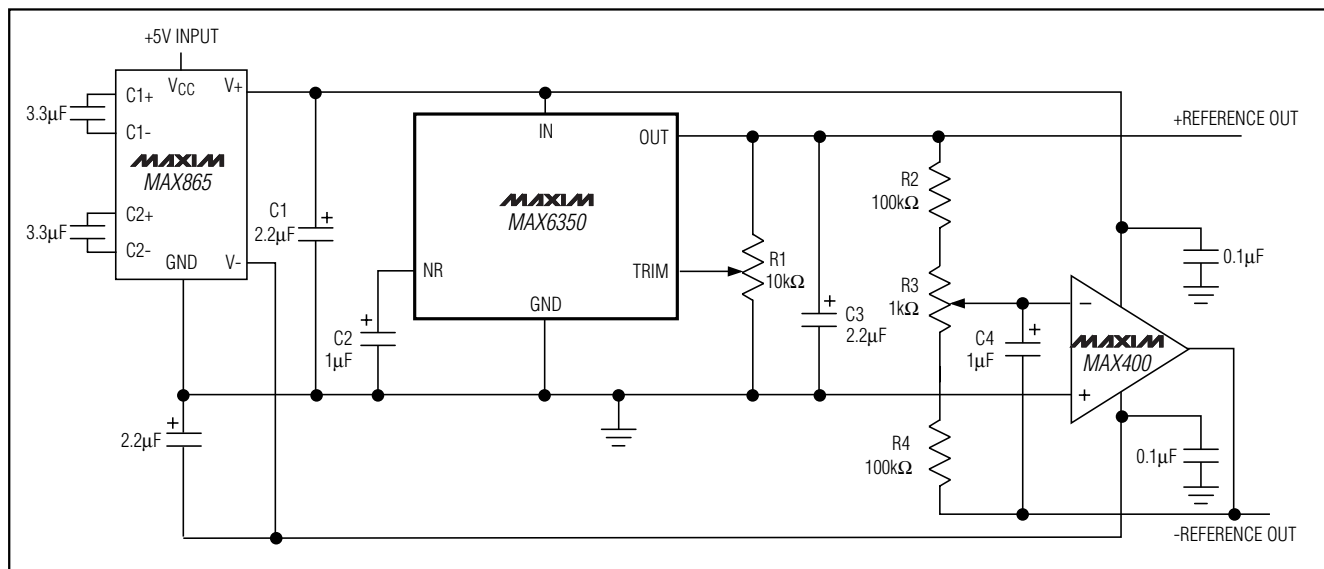 +5V INPUT
VCC
V+
C1+
C1-
3.3µF
MAXIM
MAX865
C2+
C2-
3.3µF
GND
V-
C1
2.2µF
+
2.2µF
+
IN
OUT
MAXIM
MAX6350
NR
TRIM
GND
+
C2
1µF
R1
10kΩ
+
C3
2.2µF
+REFERENCE OUT
R2
100kΩ
R3
1kΩ
R4
100kΩ
+
C4
1µF
−
+
MAXIM
MAX400
0.1µF
0.1µF
-REFERENCE OUT